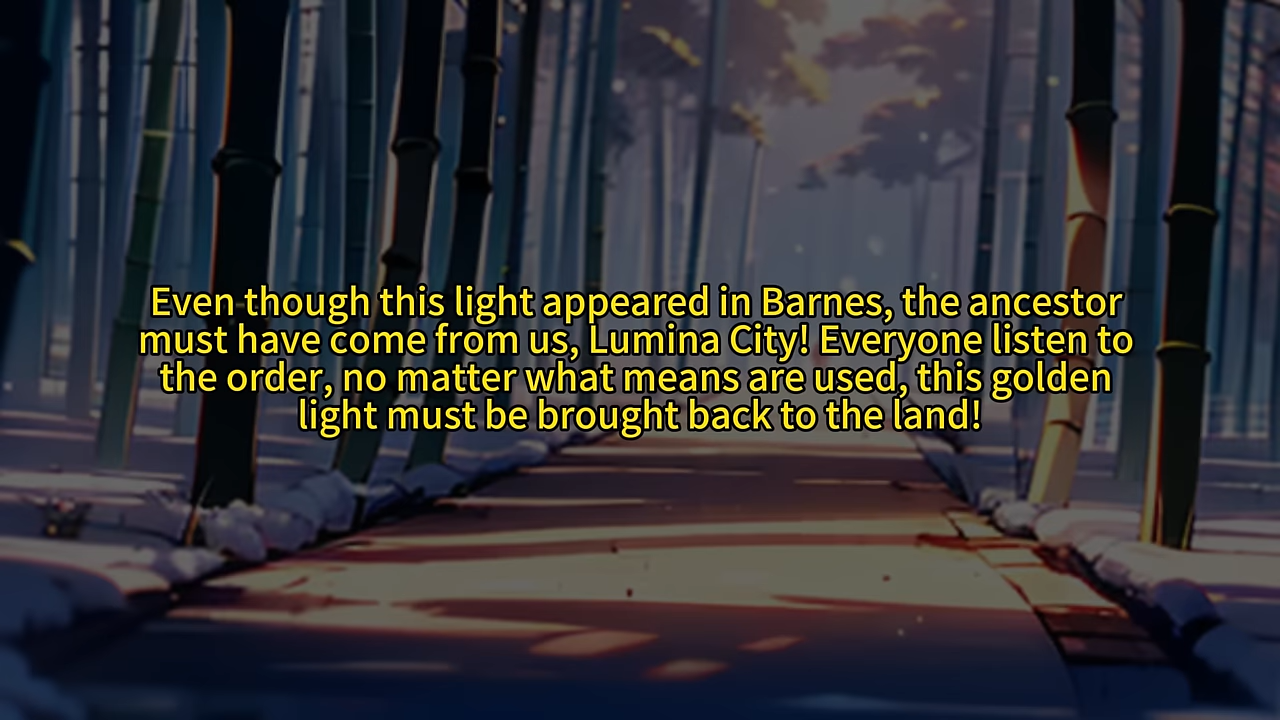 Even though this light appeared in Barnes, the ancestor
must have come from us, Lumina City! Everyone listen to
the order, no matter what means are used, this golden
light must be brought back to the land!